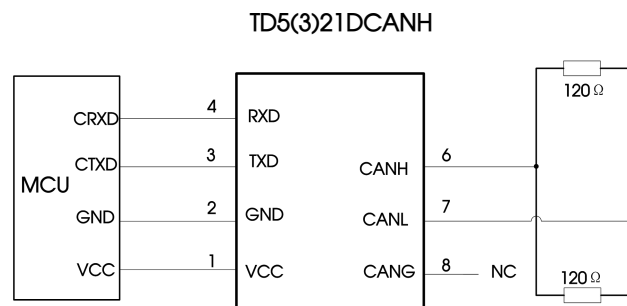 TD5(3)21DCANH
120Ω
CRXD 4 RXD
CTXD 3 TXD
CANH 6
MCU
GND 2 GND
CANL 7
VCC 1 VCC
CANG 8 NC
120Ω